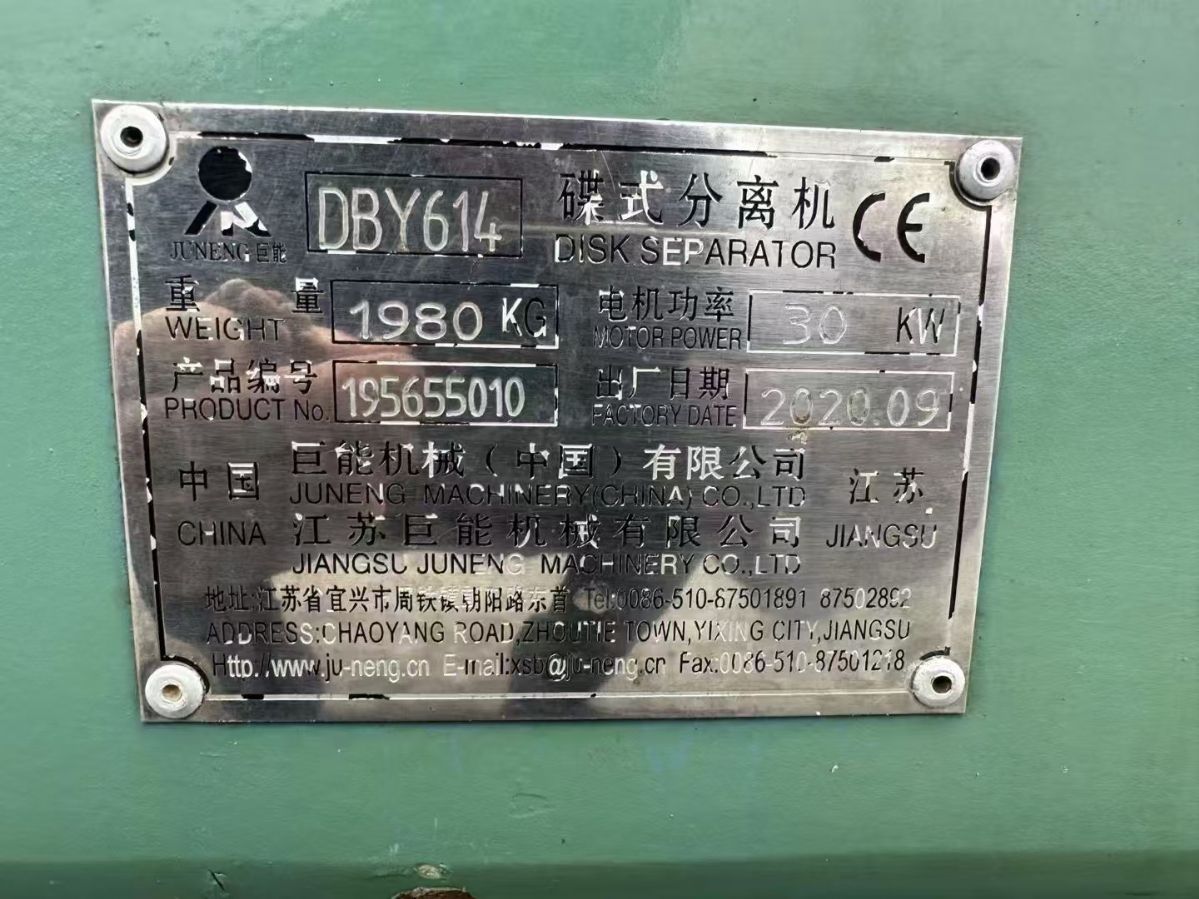 JUNENG 巨能
DBY614
碟式分离机 CE
DISK SEPARATOR
重量 1980 KG 电机功率 30 KW
WEIGHT MOTOR POWER
产品编号 195655010 出厂日期 2020.09
PRODUCT No. FACTORY DATE
中国 巨能机械(中国)有限公司 江苏
JUNENG MACHINERY(CHINA) CO.,LTD
CHINA 江苏巨能机械有限公司 JIANGSU
JIANGSU JUNENG MACHINERY CO.,LTD
地址:江苏省宜兴市周铁镇朝阳路东首 Tel:0086-510-87501891 87502892
ADDRESS:CHAOYANG ROAD,ZHOUTIE TOWN,YIXING CITY,JIANGSU
Http://www.ju-neng.cn E-mail:xsb@ju-neng.cn Fax:0086-510-87501218